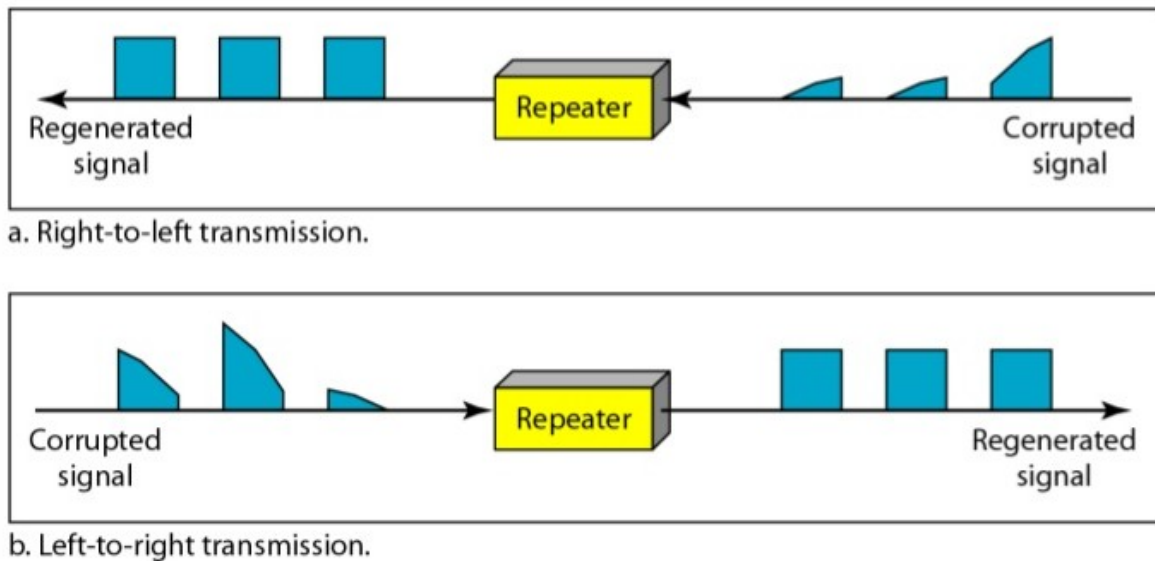 Repeater
Regenerated
signal
Corrupted
signal
a. Right-to-left transmission.
Repeater
Corrupted
signal
Regenerated
signal
b. Left-to-right transmission.